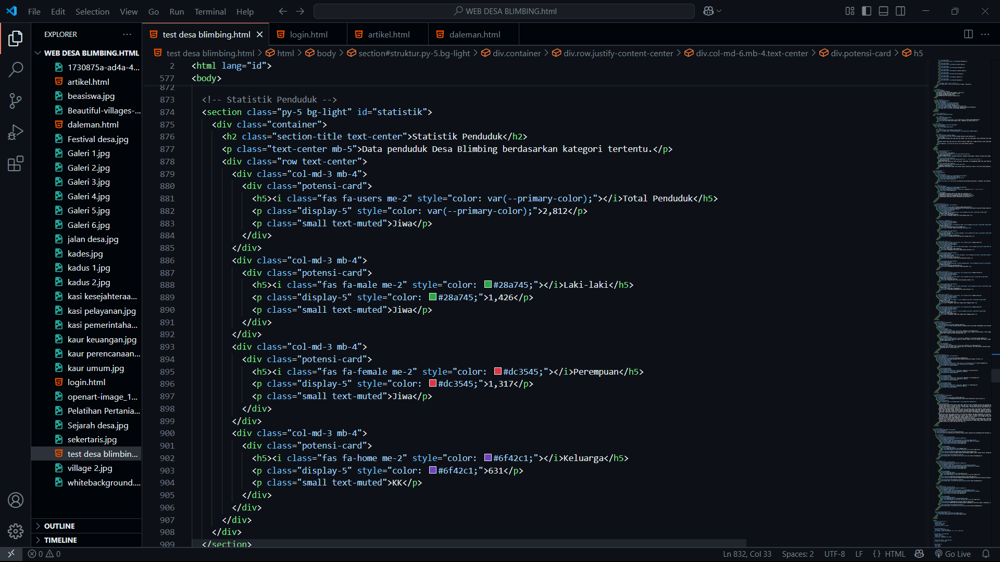 File Edit Selection View Go Run Terminal Help
WEB DESA BLIMBING.html
EXPLORER
WEB DESA BLIMBING.HTML
1730875a-ad4a-4...
artikel.html
beasiswa.jpg
Beautiful-villages-...
daleman.html
Festival desa.jpg
Galeri 1.jpg
Galeri 2.jpg
Galeri 3.jpg
Galeri 4.jpg
Galeri 5.jpg
Galeri 6.jpg
jalan desa.jpg
kades.jpg
kadus 1.jpg
kadus 2.jpg
kasi kesejahteraa...
kasi pelayanan.jpg
kasi pemerintaha...
kaur keuangan.jpg
kaur perencanaan...
kaur umum.jpg
login.html
openart-image_1...
Pelatihan Pertania...
Sejarah desa.jpg
sekertaris.jpg
test desa blimbin...
village 2.jpg
whitebackground....
OUTLINE
TIMELINE
test desa blimbing.html login.html artikel.html daleman.html
test desa blimbing.html > html > body > section#struktur.py-5.bg-light > div.container > div.row.justify-content-center > div.col-md-6.mb-4.text-center > div.potensi-card > h5
2 <html lang="id">
577 <body>
872
873 <!-- Statistik Penduduk -->
874 <section class="py-5 bg-light" id="statistik">
875 <div class="container">
876 <h2 class="section-title text-center">Statistik Penduduk</h2>
877 <p class="text-center mb-5">Data penduduk Desa Blimbing berdasarkan kategori tertentu.</p>
878 <div class="row text-center">
879 <div class="col-md-3 mb-4">
880 <div class="potensi-card">
881 <h5><i class="fas fa-users me-2" style="color: var(--primary-color);"></i>Total Penduduk</h5>
882 <p class="display-5" style="color: var(--primary-color);">2,812</p>
883 <p class="small text-muted">Jiwa</p>
884 </div>
885 </div>
886 <div class="col-md-3 mb-4">
887 <div class="potensi-card">
888 <h5><i class="fas fa-male me-2" style="color: #28a745;"></i>Laki-laki</h5>
889 <p class="display-5" style="color: #28a745;">1,426</p>
890 <p class="small text-muted">Jiwa</p>
891 </div>
892 </div>
893 <div class="col-md-3 mb-4">
894 <div class="potensi-card">
895 <h5><i class="fas fa-female me-2" style="color: #dc3545;"></i>Perempuan</h5>
896 <p class="display-5" style="color: #dc3545;">1,317</p>
897 <p class="small text-muted">Jiwa</p>
898 </div>
899 </div>
900 <div class="col-md-3 mb-4">
901 <div class="potensi-card">
902 <h5><i class="fas fa-home me-2" style="color: #6f42c1;"></i>Keluarga</h5>
903 <p class="display-5" style="color: #6f42c1;">631</p>
904 <p class="small text-muted">KK</p>
905 </div>
906 </div>
907 </div>
908 </div>
909 </section>
0 0 Ln 832, Col 33 Spaces: 2 UTF-8 LF {} HTML Go Live